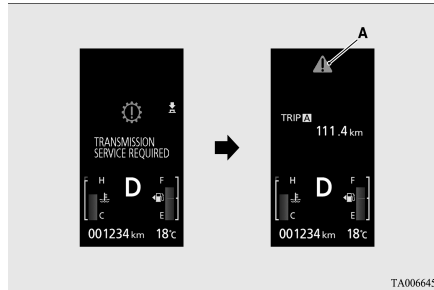 A
TRANSMISSION
SERVICE REQUIRED
F H D F
C E
001234 km 18℃
TRIP A
111.4 km
F H D F
C E
001234 km 18℃
TA006645